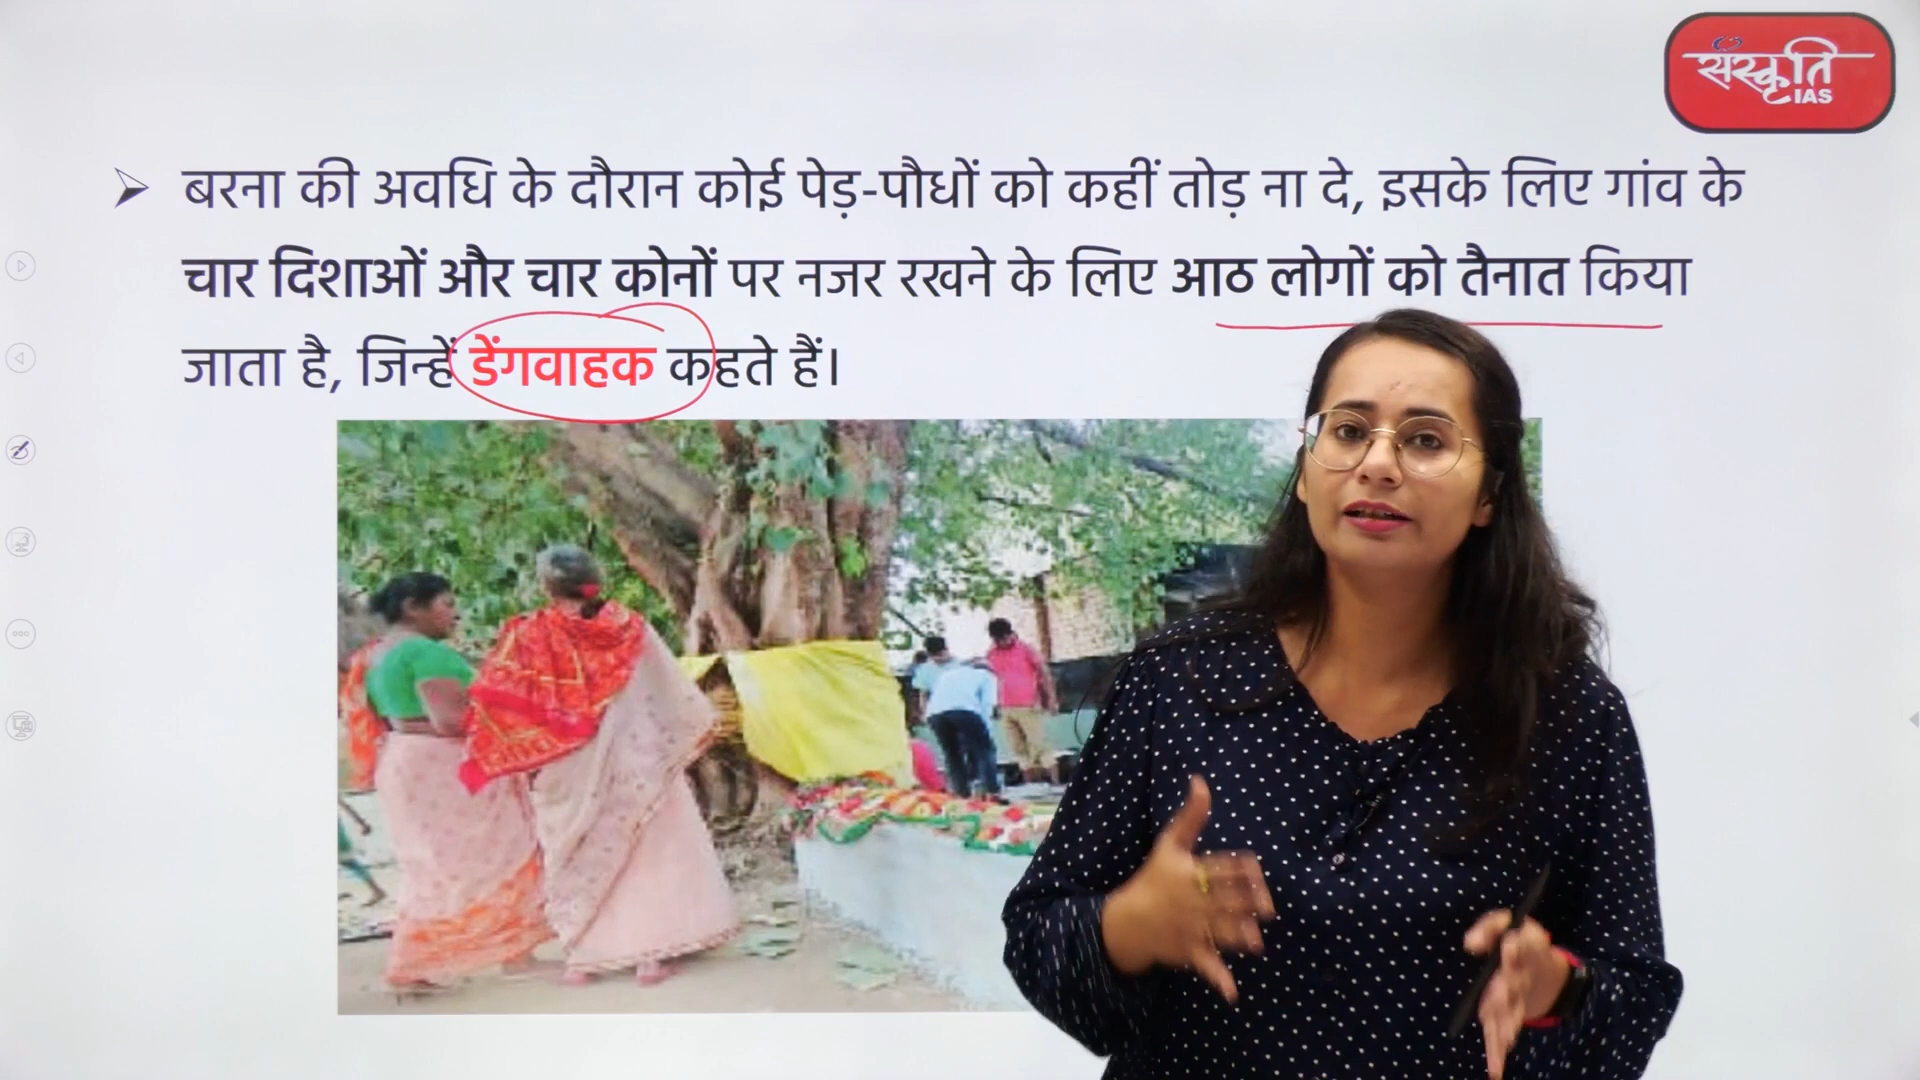 संस्कृति
IAS
बरना की अवधि के दौरान कोई पेड़-पौधों को कहीं तोड़ ना दे, इसके लिए गांव के
चार दिशाओं और चार कोनों पर नजर रखने के लिए आठ लोगों को तैनात किया
जाता है, जिन्हें डेंगवाहक कहते हैं।